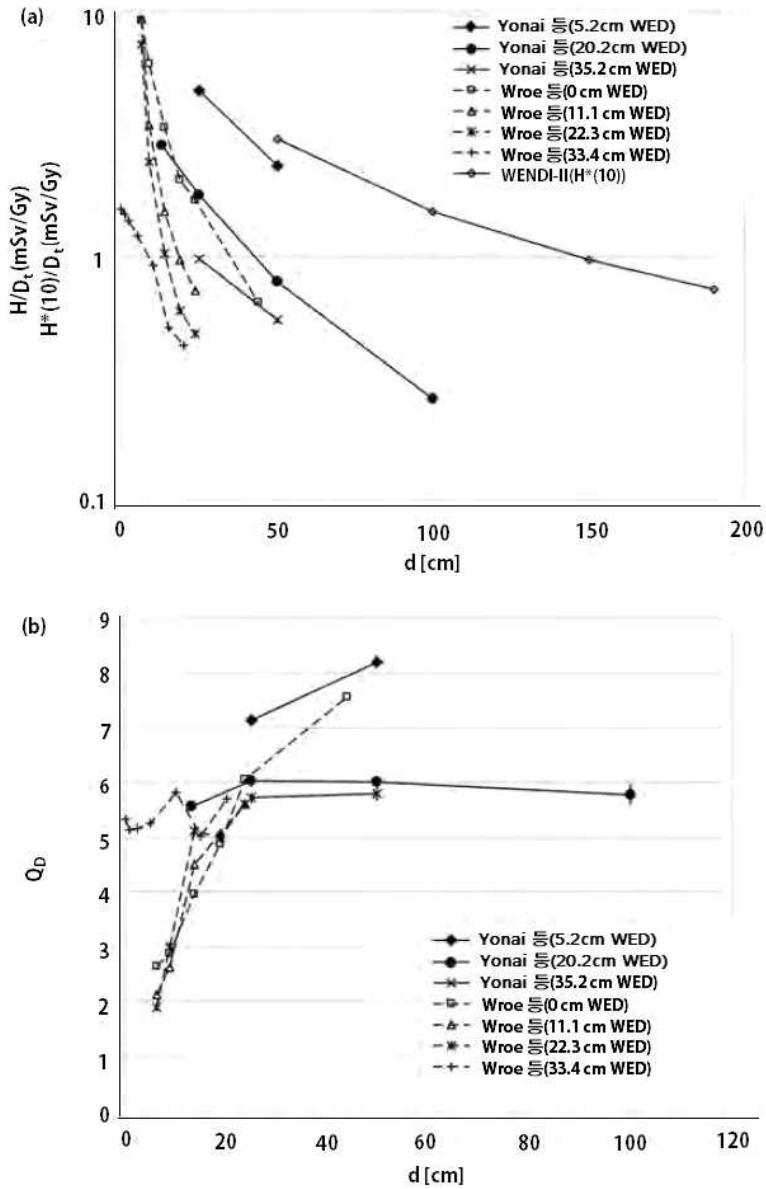 (a)
10
1
0.1
H/Dt(mSv/Gy)
H*(10)/Dt(mSv/Gy)
Yonai 등(5.2cm WED)
Yonai 등(20.2cm WED)
Yonai 등(35.2 cm WED)
Wroe 등(0 cm WED)
Wroe 등(11.1 cm WED)
Wroe 등(22.3 cm WED)
Wroe 등(33.4 cm WED)
WENDI-II(H*(10))
0 50 100 150 200
d [cm]
(b)
9
8
7
6
5
4
3
2
1
0
QD
Yonai 등(5.2cm WED)
Yonai 등(20.2cm WED)
Yonai 등(35.2 cm WED)
Wroe 등(0 cm WED)
Wroe 등(11.1 cm WED)
Wroe 등(22.3 cm WED)
Wroe 등(33.4 cm WED)
0 20 40 60 80 100 120
d [cm]